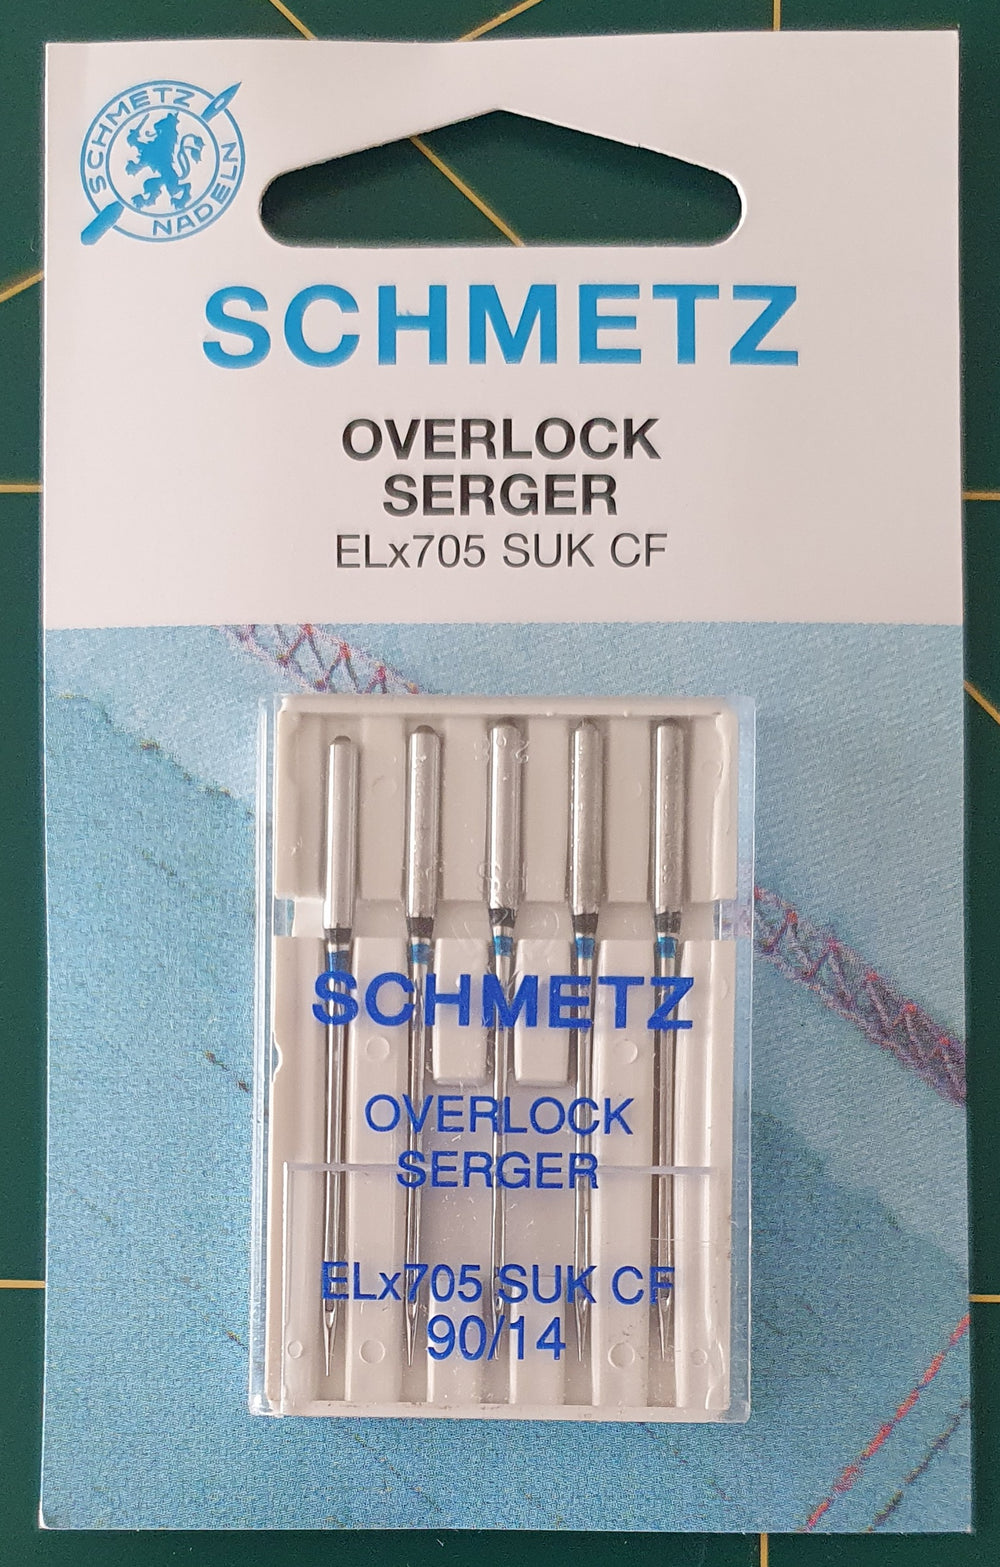 SCHMETZ
NADELN
SCHMETZ
OVERLOCK
SERGER
ELx705 SUK CF
SCHMETZ
OVERLOCK
SERGER
ELx705 SUK CF
90/14